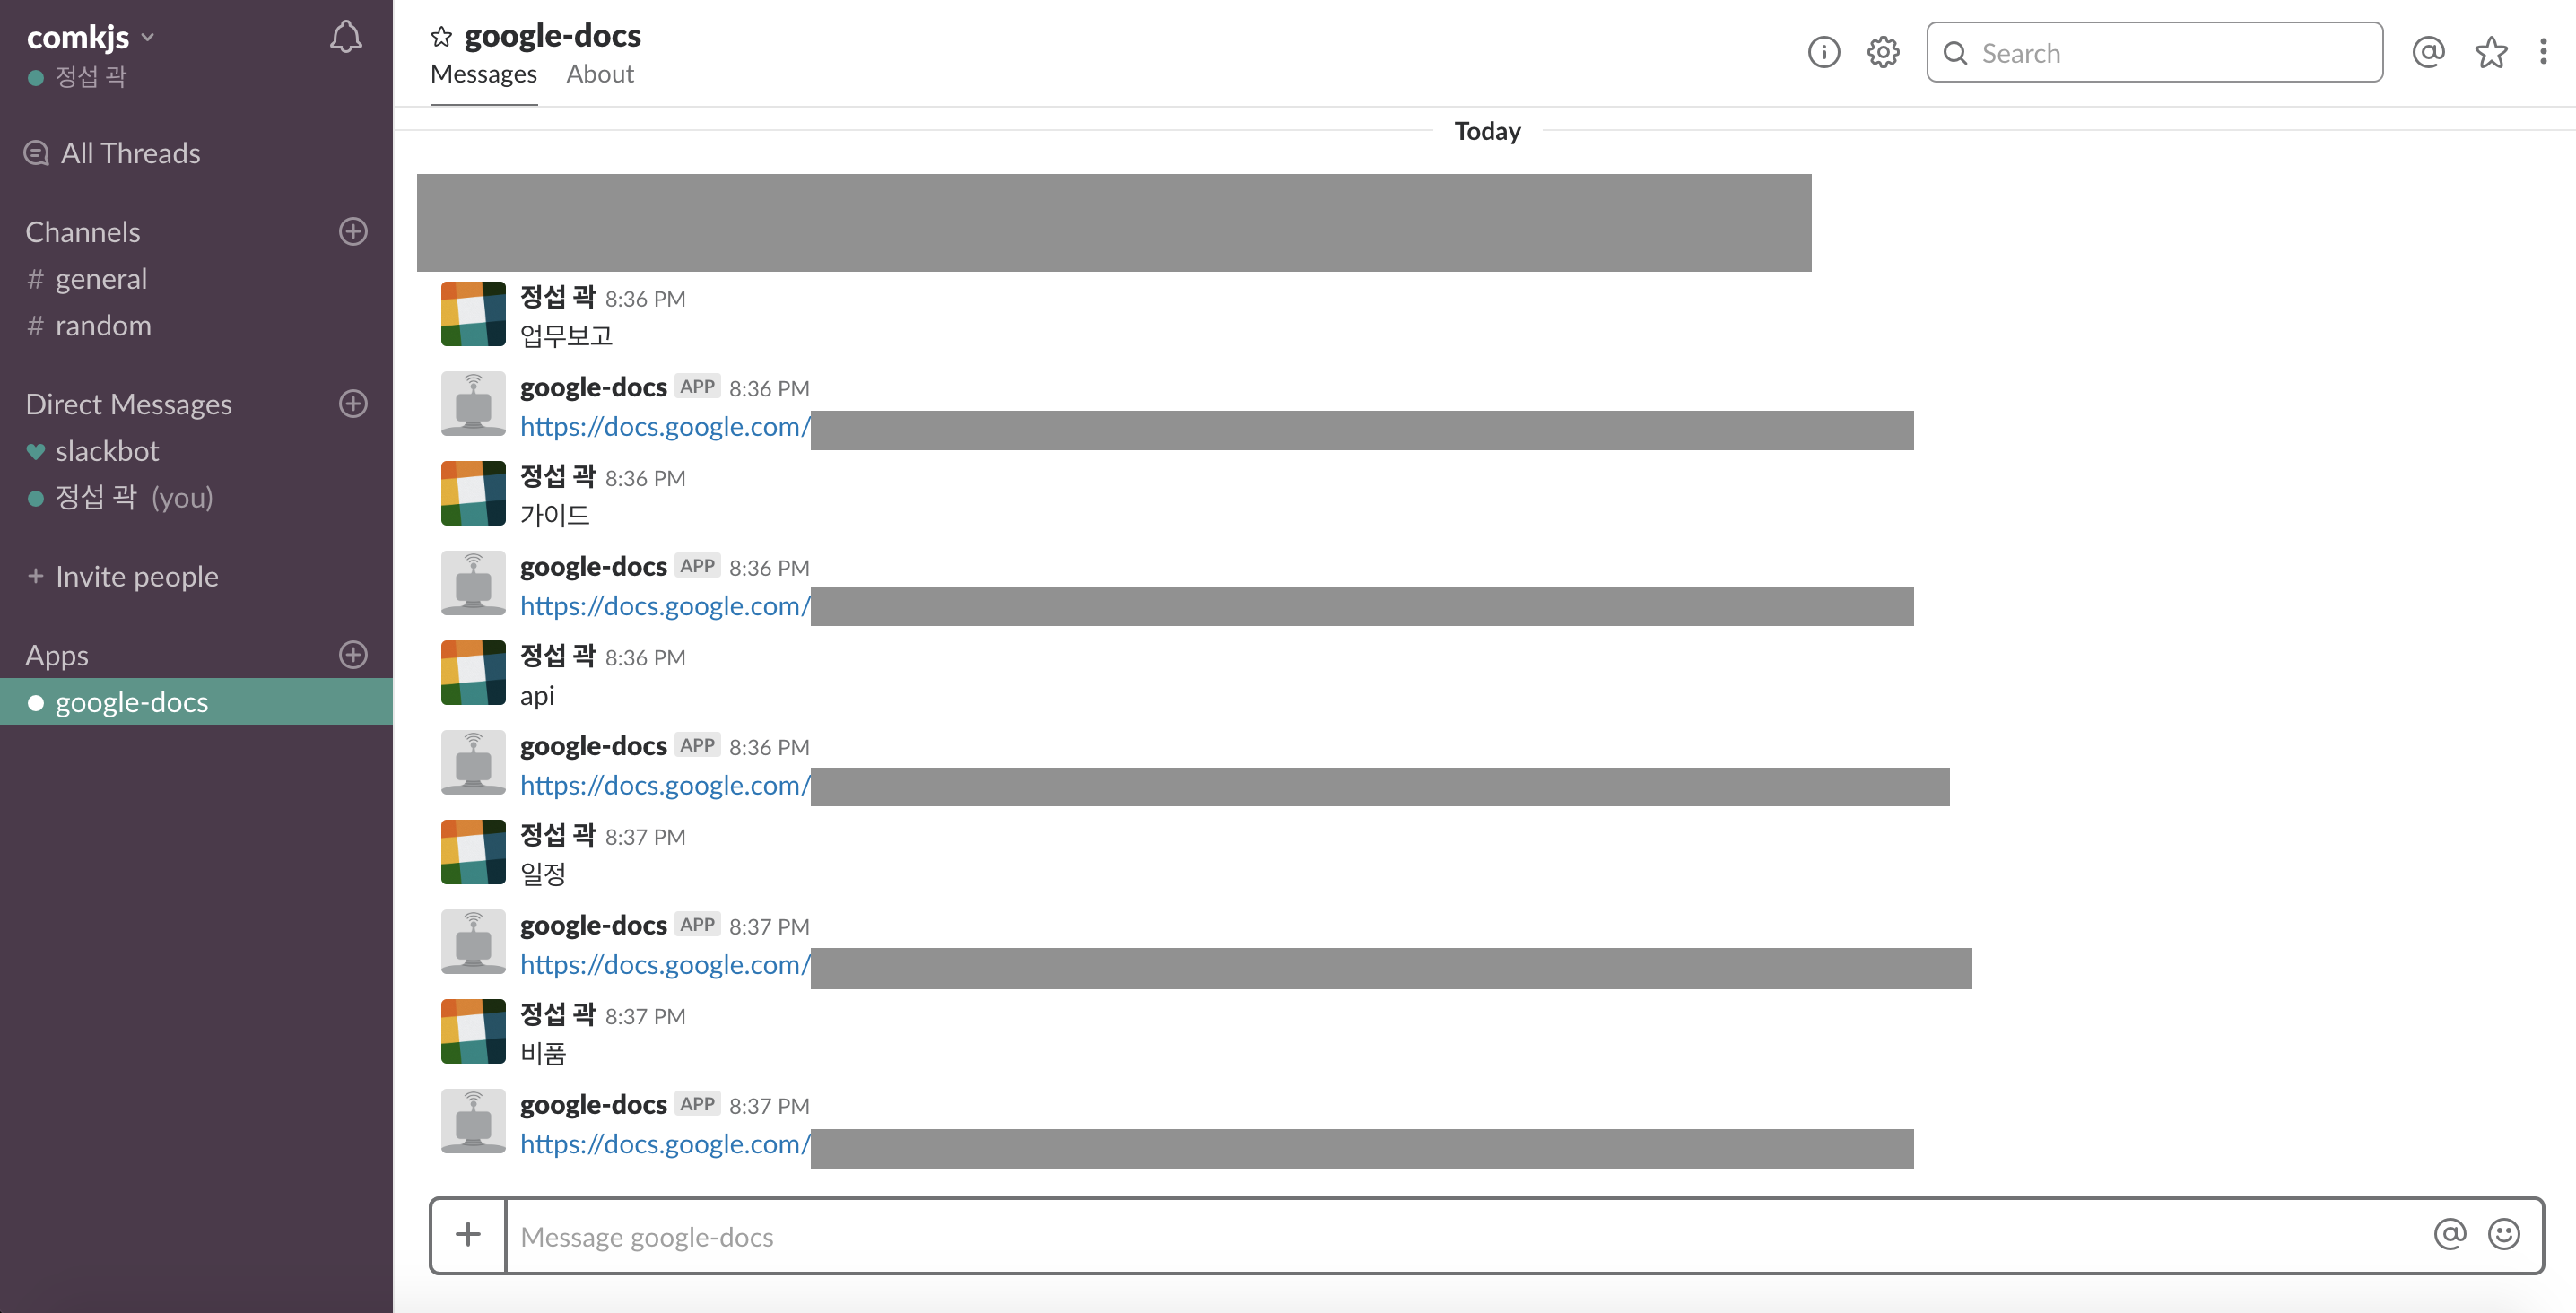 comkjs
정섭 곽
All Threads
Channels
# general
# random
Direct Messages
slackbot
정섭 곽 (you)
+ Invite people
Apps
google-docs
google-docs
Messages About
Search
Today
정섭 곽 8:36 PM
업무보고
google-docs APP 8:36 PM
https://docs.google.com/
정섭 곽 8:36 PM
가이드
google-docs APP 8:36 PM
https://docs.google.com/
정섭 곽 8:36 PM
api
google-docs APP 8:36 PM
https://docs.google.com/
정섭 곽 8:37 PM
일정
google-docs APP 8:37 PM
https://docs.google.com/
정섭 곽 8:37 PM
비품
google-docs APP 8:37 PM
https://docs.google.com/
Message google-docs